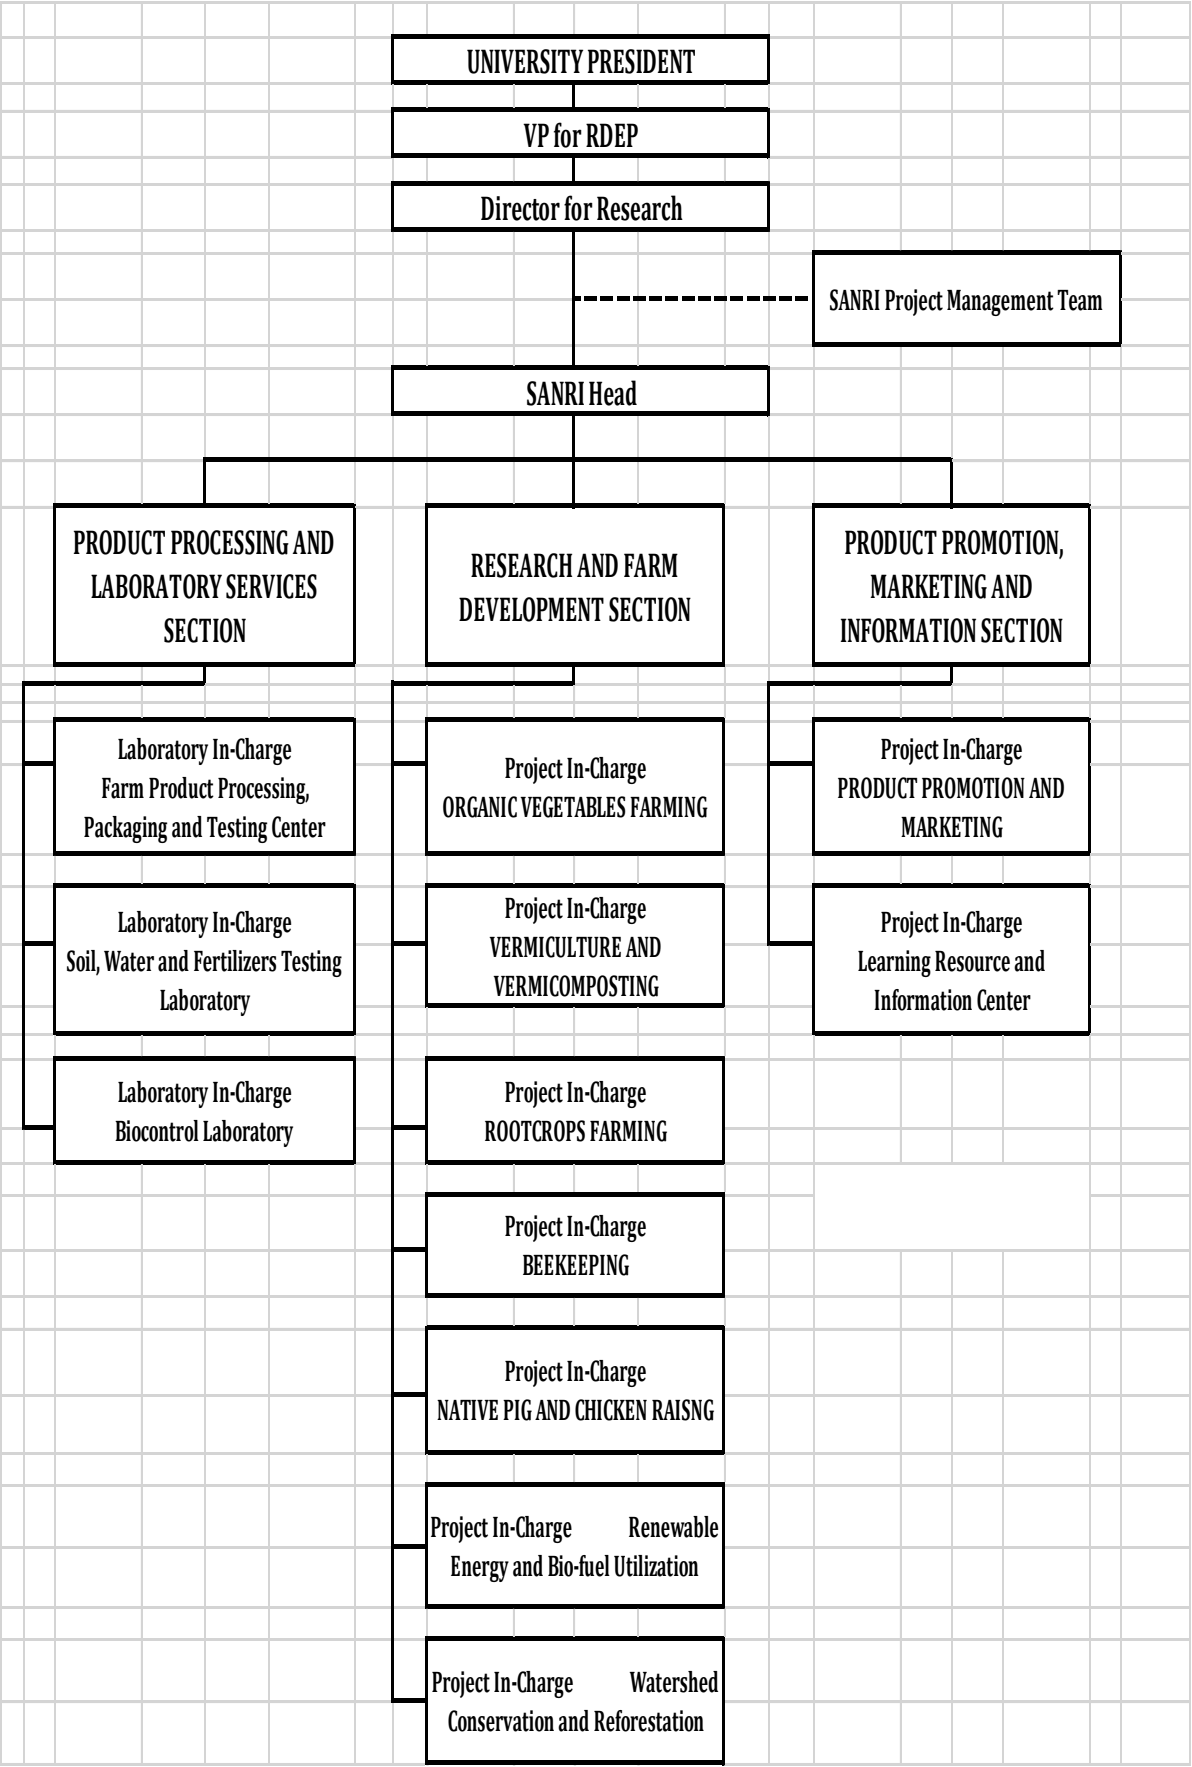 UNIVERSITY PRESIDENT
VP for RDEP
Director for Research
SANRI Project Management Team
SANRI Head
PRODUCT PROCESSING AND
LABORATORY SERVICES
SECTION
RESEARCH AND FARM
DEVELOPMENT SECTION
PRODUCT PROMOTION,
MARKETING AND
INFORMATION SECTION
Laboratory In-Charge
Farm Product Processing,
Packaging and Testing Center
Laboratory In-Charge
Soil, Water and Fertilizers Testing
Laboratory
Laboratory In-Charge
Biocontrol Laboratory
Project In-Charge
ORGANIC VEGETABLES FARMING
Project In-Charge
VERMICULTURE AND
VERMICOMPOSTING
Project In-Charge
ROOTCROPS FARMING
Project In-Charge
BEEKEEPING
Project In-Charge
NATIVE PIG AND CHICKEN RAISNG
Project In-Charge Renewable
Energy and Bio-fuel Utilization
Project In-Charge Watershed
Conservation and Reforestation
Project In-Charge
PRODUCT PROMOTION AND
MARKETING
Project In-Charge
Learning Resource and
Information Center